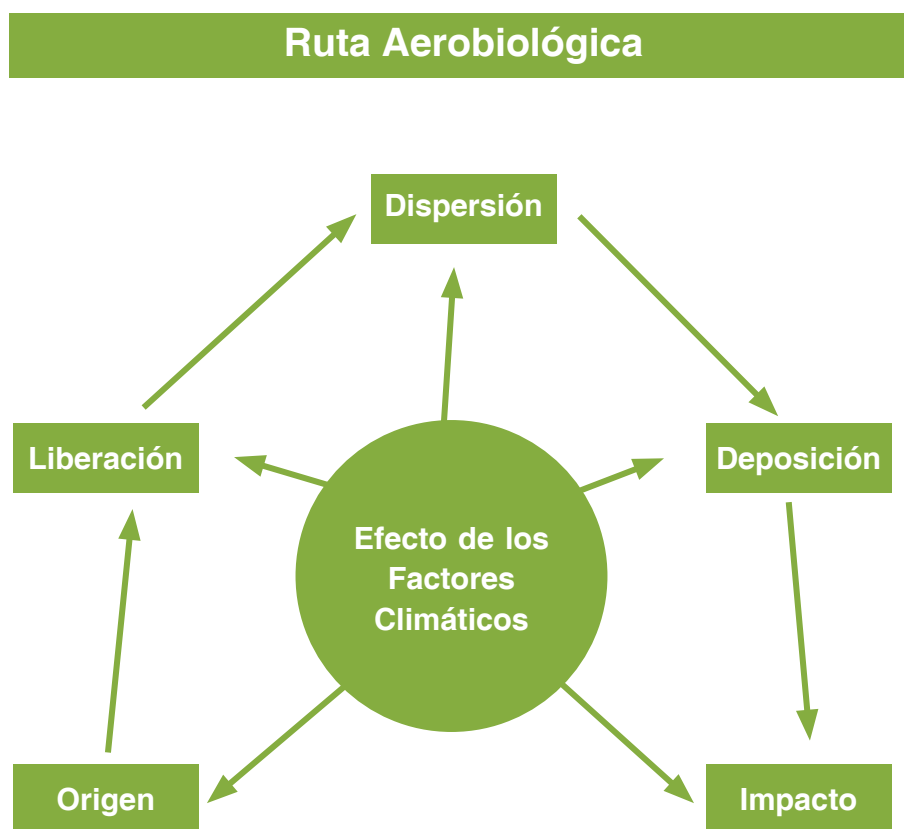 Ruta Aerobiológica
Dispersión
Liberación
Deposición
Efecto de los
Factores
Climáticos
Origen
Impacto